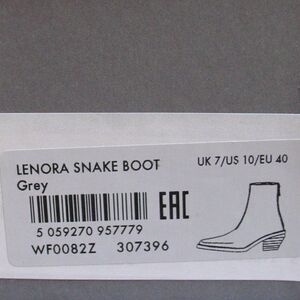 LENORA SNAKE BOOT
Grey
UK 7/US 10/EU 40
EAC
5 059270 957779
WF0082Z 307396